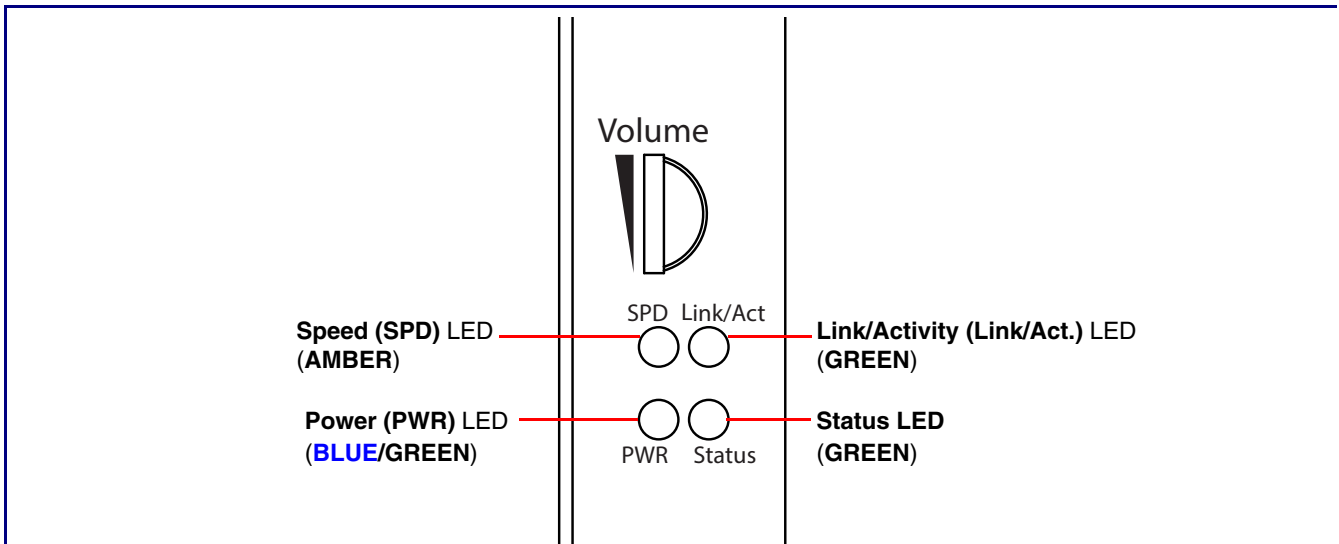 Volume
SPD Link/Act
Speed (SPD) LED
(AMBER)
Link/Activity (Link/Act.) LED
(GREEN)
Power (PWR) LED
(BLUE/GREEN)
Status LED
(GREEN)
PWR Status